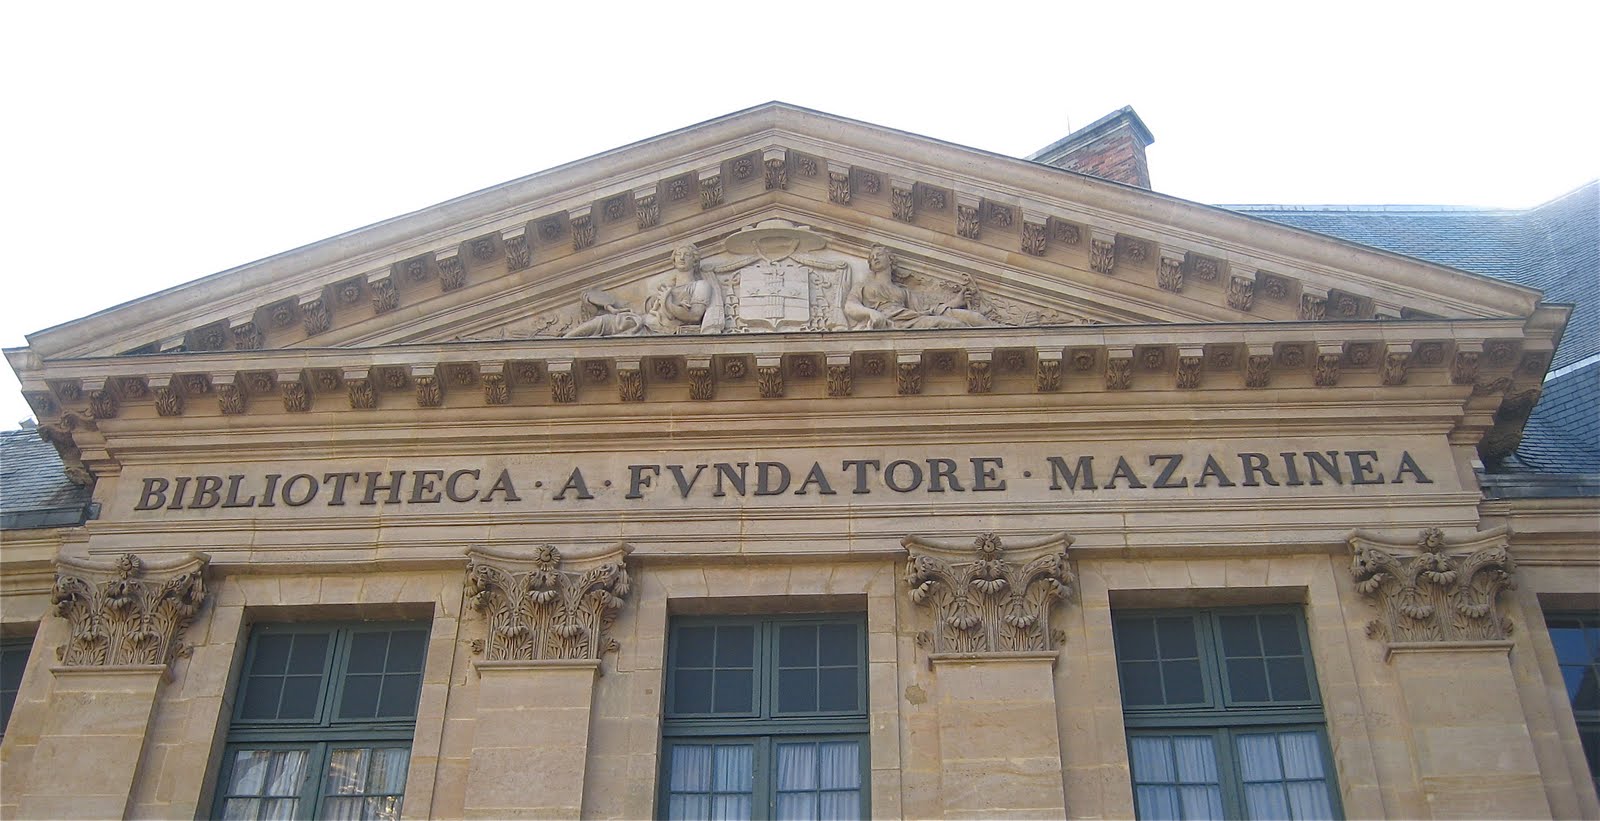 BIBLIOTHECA · A · FVNDATORE · MAZARINEA